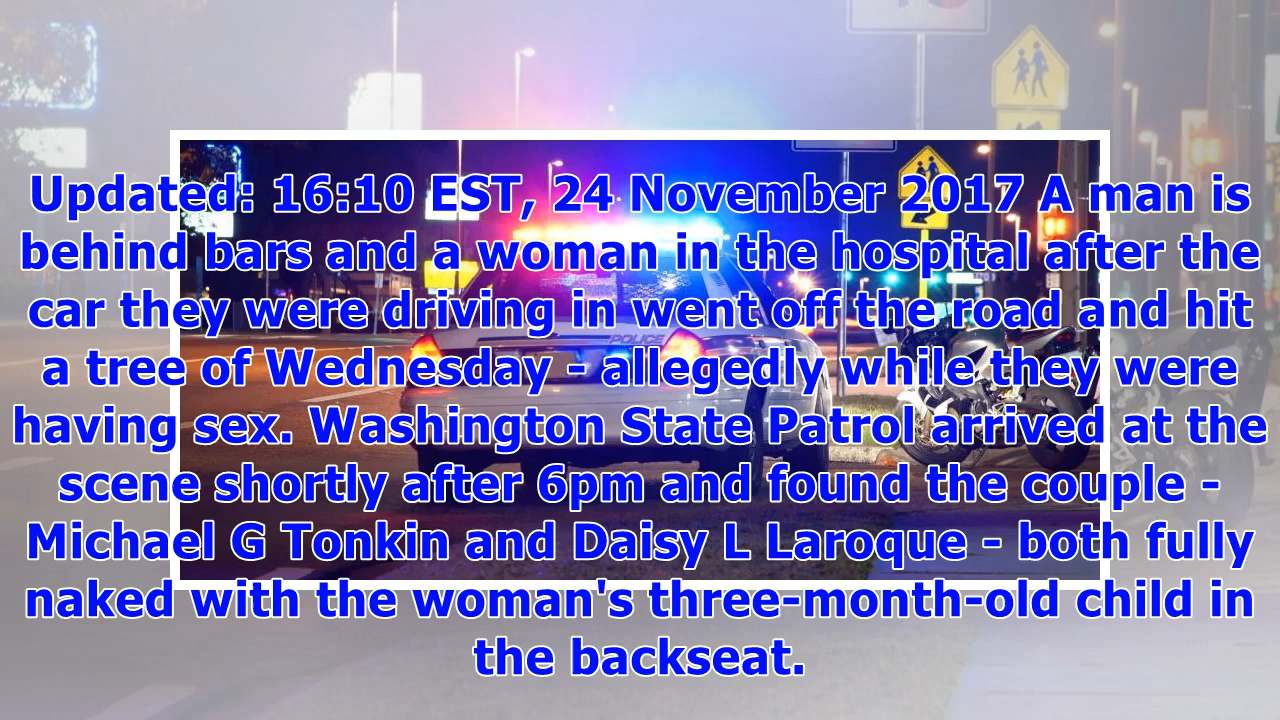 Updated: 16:10 EST, 24 November 2017 A man is
behind bars and a woman in the hospital after the
car they were driving in went off the road and hit
a tree of Wednesday - allegedly while they were
having sex. Washington State Patrol arrived at the
scene shortly after 6pm and found the couple -
Michael G Tonkin and Daisy L Laroque - both fully
naked with the woman's three-month-old child in
the backseat.
POLICE